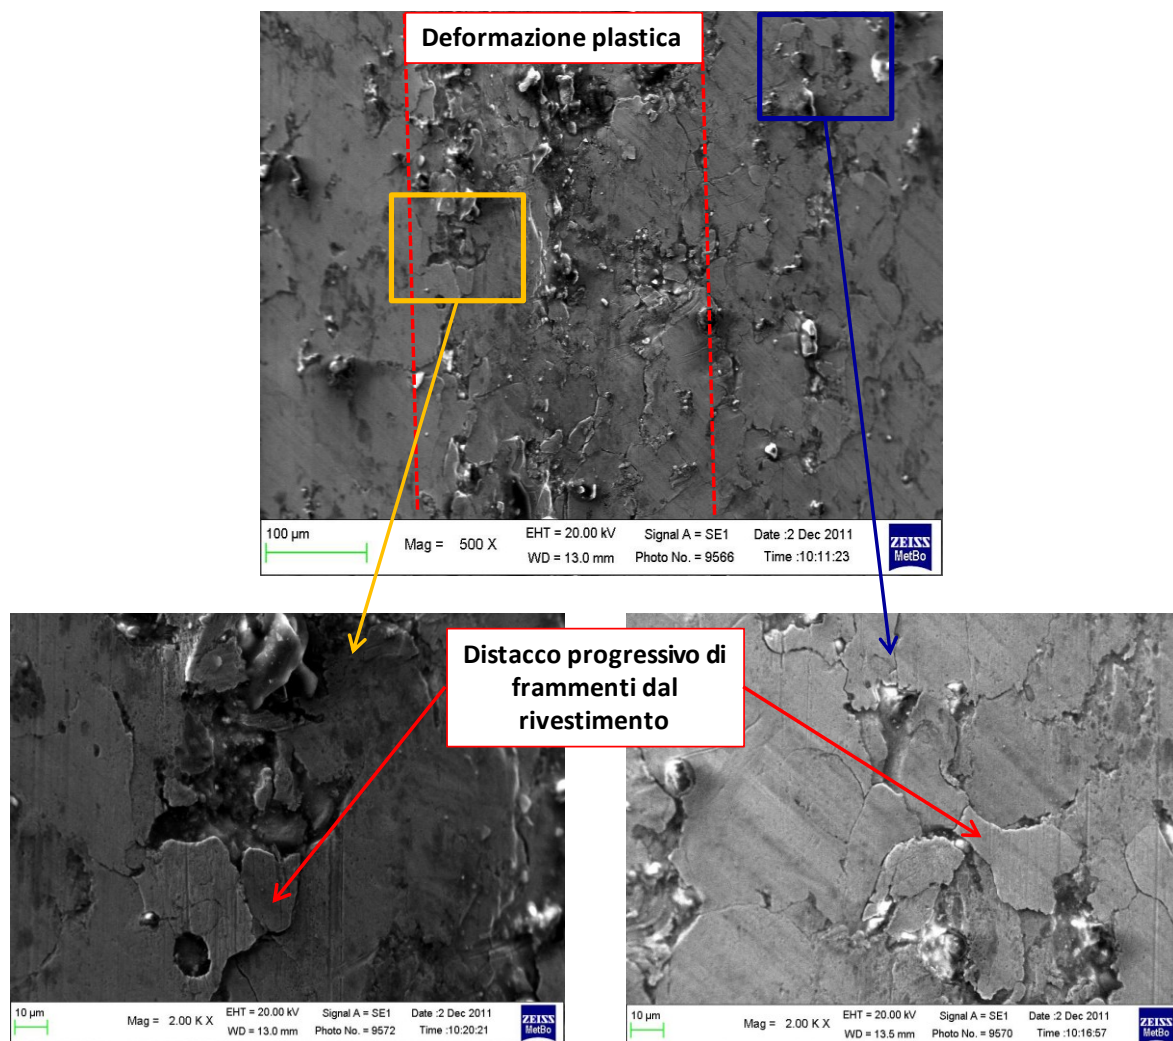 Deformazione plastica
100 µm
Mag = 500 X
EHT = 20.00 kV
WD = 13.0 mm
Signal A = SE1
Photo No. = 9566
Date :2 Dec 2011
Time :10:11:23
ZEISS
MetBo
Distacco progressivo di
frammenti dal
rivestimento
10 µm
Mag = 2.00 K X
EHT = 20.00 kV
WD = 13.0 mm
Signal A = SE1
Photo No. = 9572
Date :2 Dec 2011
Time :10:20:21
ZEISS
MetBo
10 µm
Mag = 2.00 K X
EHT = 20.00 kV
WD = 13.5 mm
Signal A = SE1
Photo No. = 9570
Date :2 Dec 2011
Time :10:16:57
ZEISS
MetBo